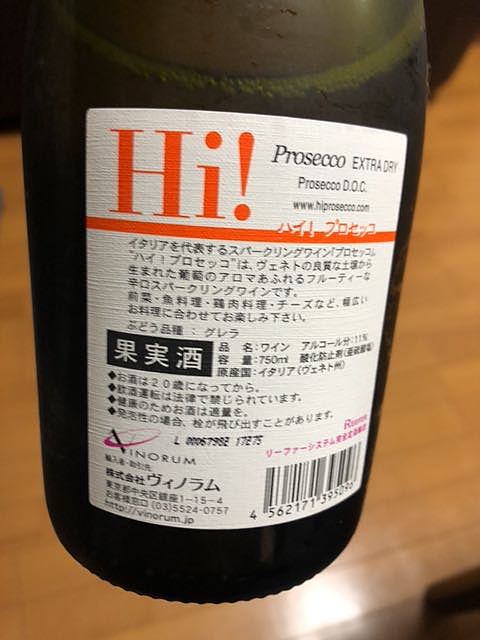 Hi!
Prosecco EXTRA DRY
Prosecco D.O.C.
www.hiprosecco.com
ハイ！プロセッコ
イタリアを代表するスパークリングワイン「プロセッコ」。
"ハイ！プロセッコ"は、ヴェネトの良質な土壌から
生まれた葡萄のアロマあふれるフルーティーな
辛口スパークリングワインです。
前菜・魚料理・鶏肉料理・チーズなど、幅広い
お料理に合わせてお楽しみ下さい。
ぶどう品種：グレラ
果実酒
品 名：ワイン アルコール分：11％
容 量：750ml 酸化防止剤（亜硫酸塩）
原産国：イタリア（ヴェネト州）
◆お酒は20歳になってから。
◆飲酒運転は法律で禁じられています。
◆健康のためお酒は適量を。
◆発泡性の場合、栓が飛び出すことがあります。
L 00067982 17275
VINORUM
輸入者・取引先
株式会社ヴィノラム
東京都中央区銀座1-15-4
お客様窓口 (03)5524-0757
http://vinorum.jp
REEFER
リーファーシステム完全定温輸送
4 562171 395096